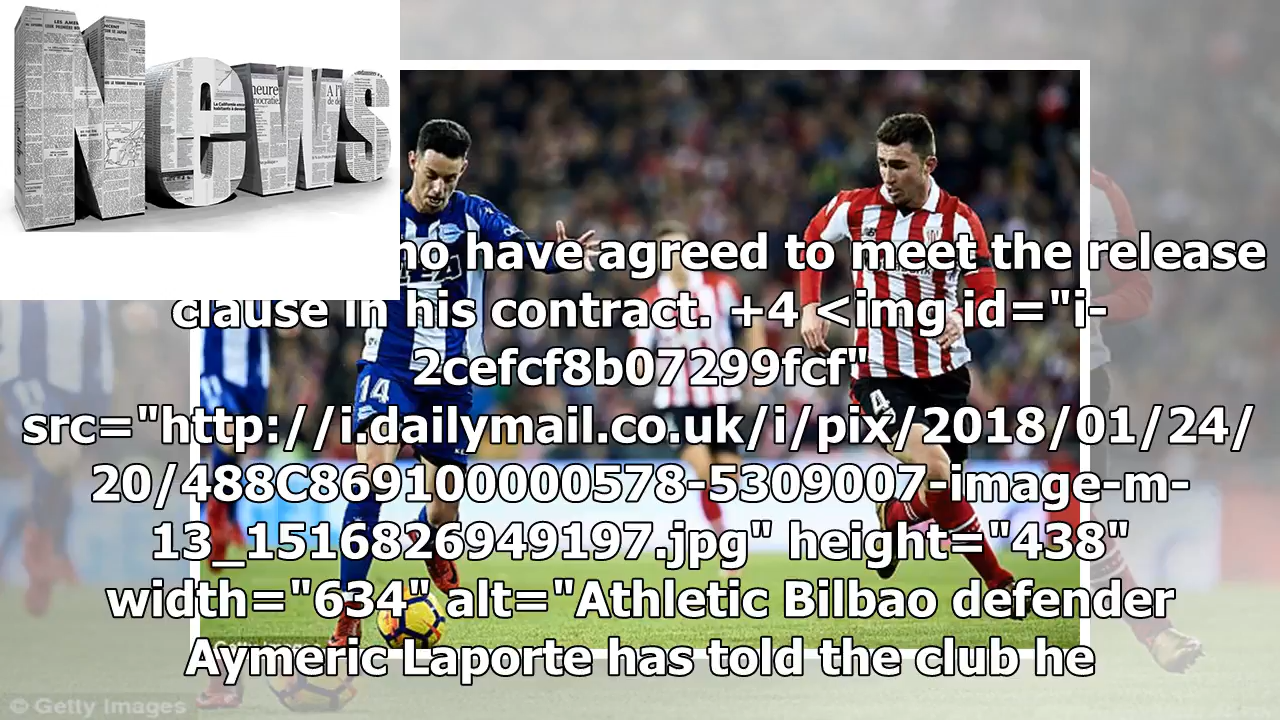 News
have agreed to meet the release
clause in his contract. +4 <img id="i-
2cefcf8b07299fcf"
src="http://i.dailymail.co.uk/i/pix/2018/01/24/
20/488C869100000578-5309007-image-m-
13_1516826949197.jpg" height="438"
width="634" alt="Athletic Bilbao defender
Aymeric Laporte has told the club he
14
4
© Getty Images